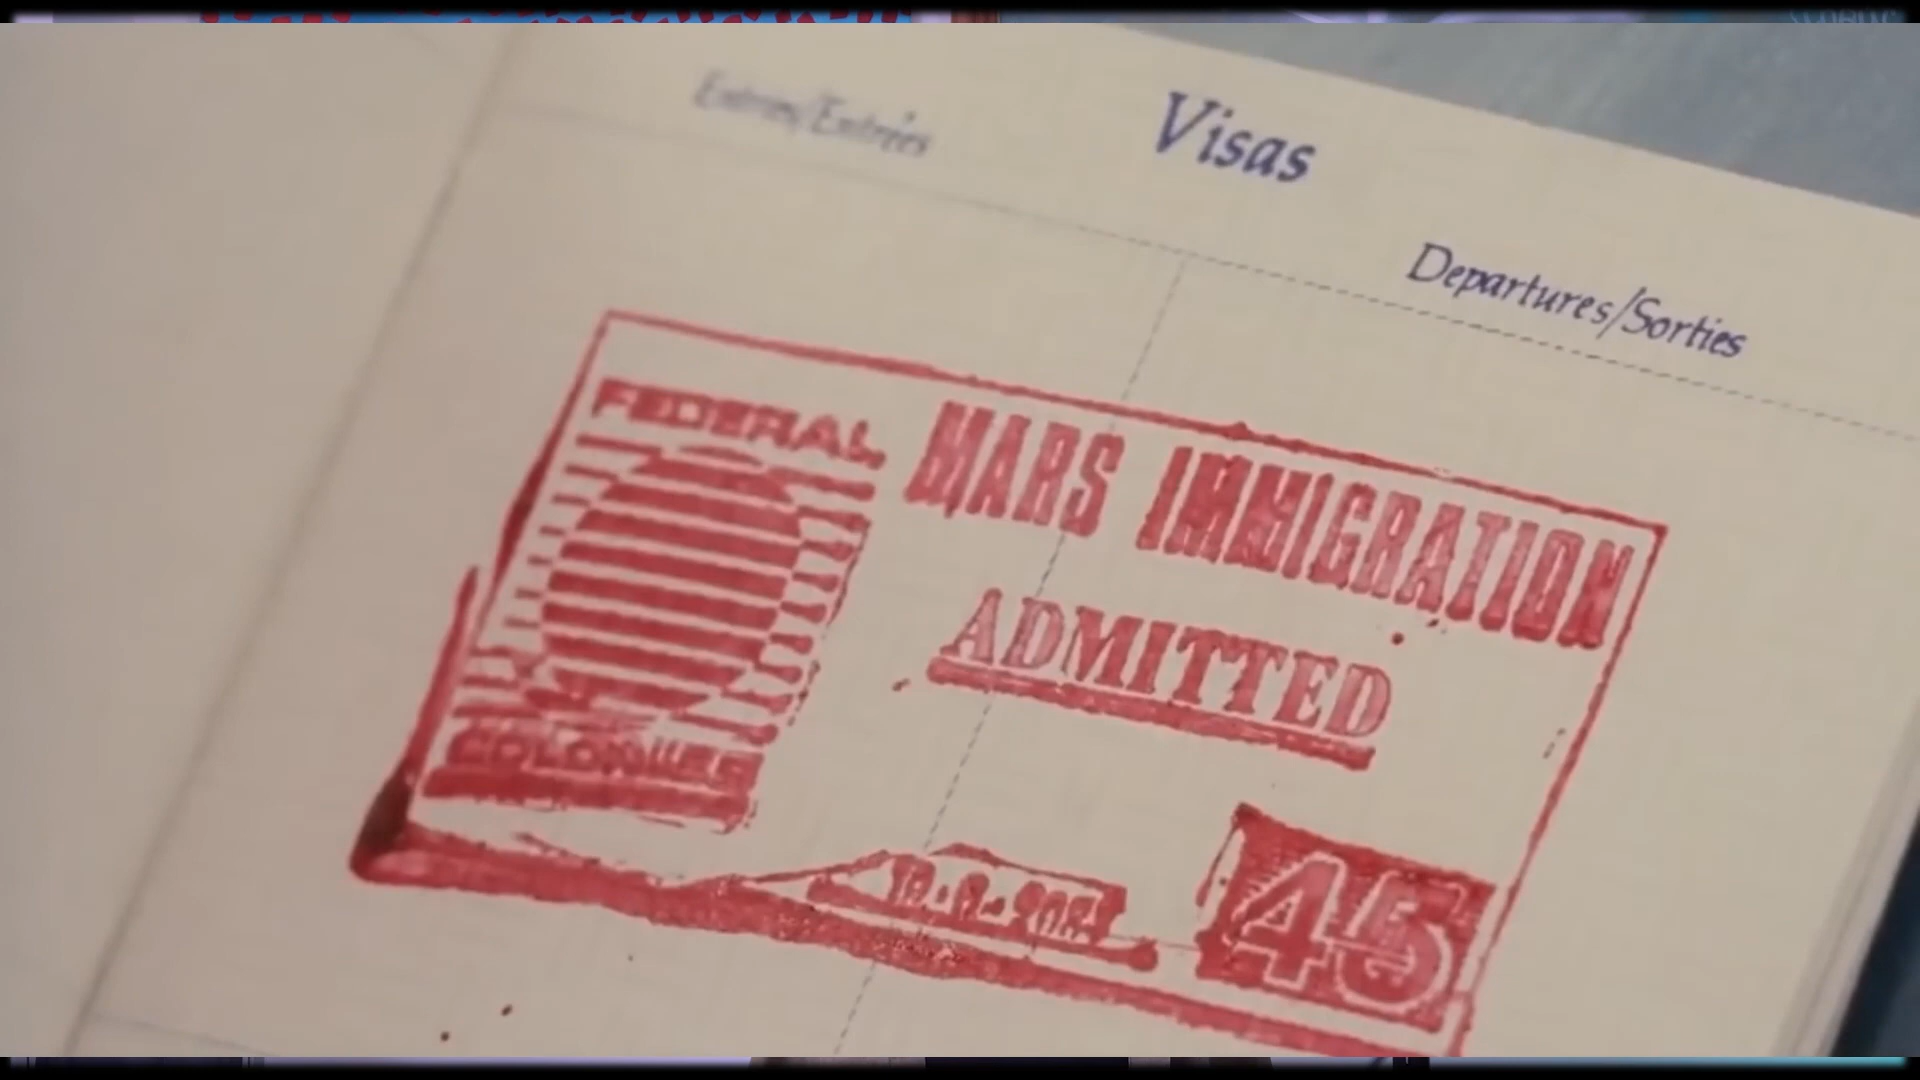 Visas
Entries/Entrées
Departures/Sorties
FEDERAL
COLONIES
MARS IMMIGRATION
ADMITTED
45